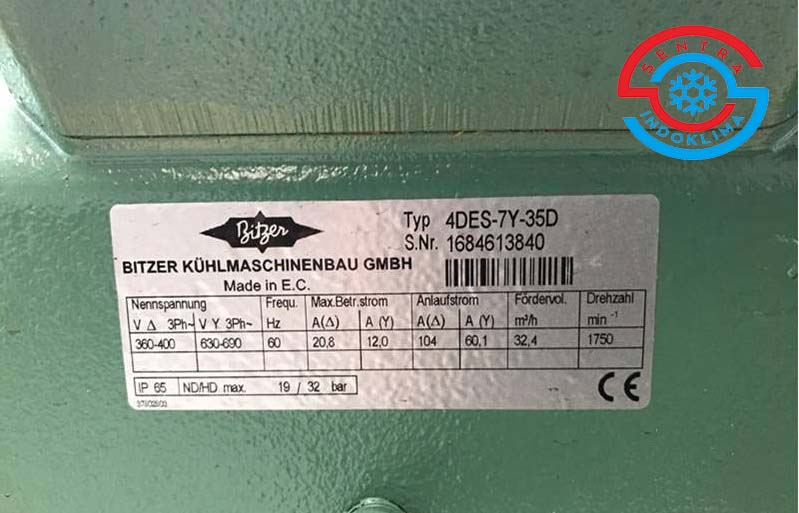 SENTRA
INDOKLIMA
Bitzer
Typ 4DES-7Y-35D
S.Nr. 1684613840
BITZER KÜHLMASCHINENBAU GMBH
Made in E.C.
Nennspannung Frequ. Max.Betr.strom Anlaufstrom Fördervol. Drehzahl
V Δ 3Ph~ V Y 3Ph~ Hz A(Δ) A (Y) A(Δ) A (Y) m³/h min -1
360-400 630-690 60 20,8 12,0 104 60,1 32,4 1750
IP 65 ND/HD max. 19 / 32 bar
CE